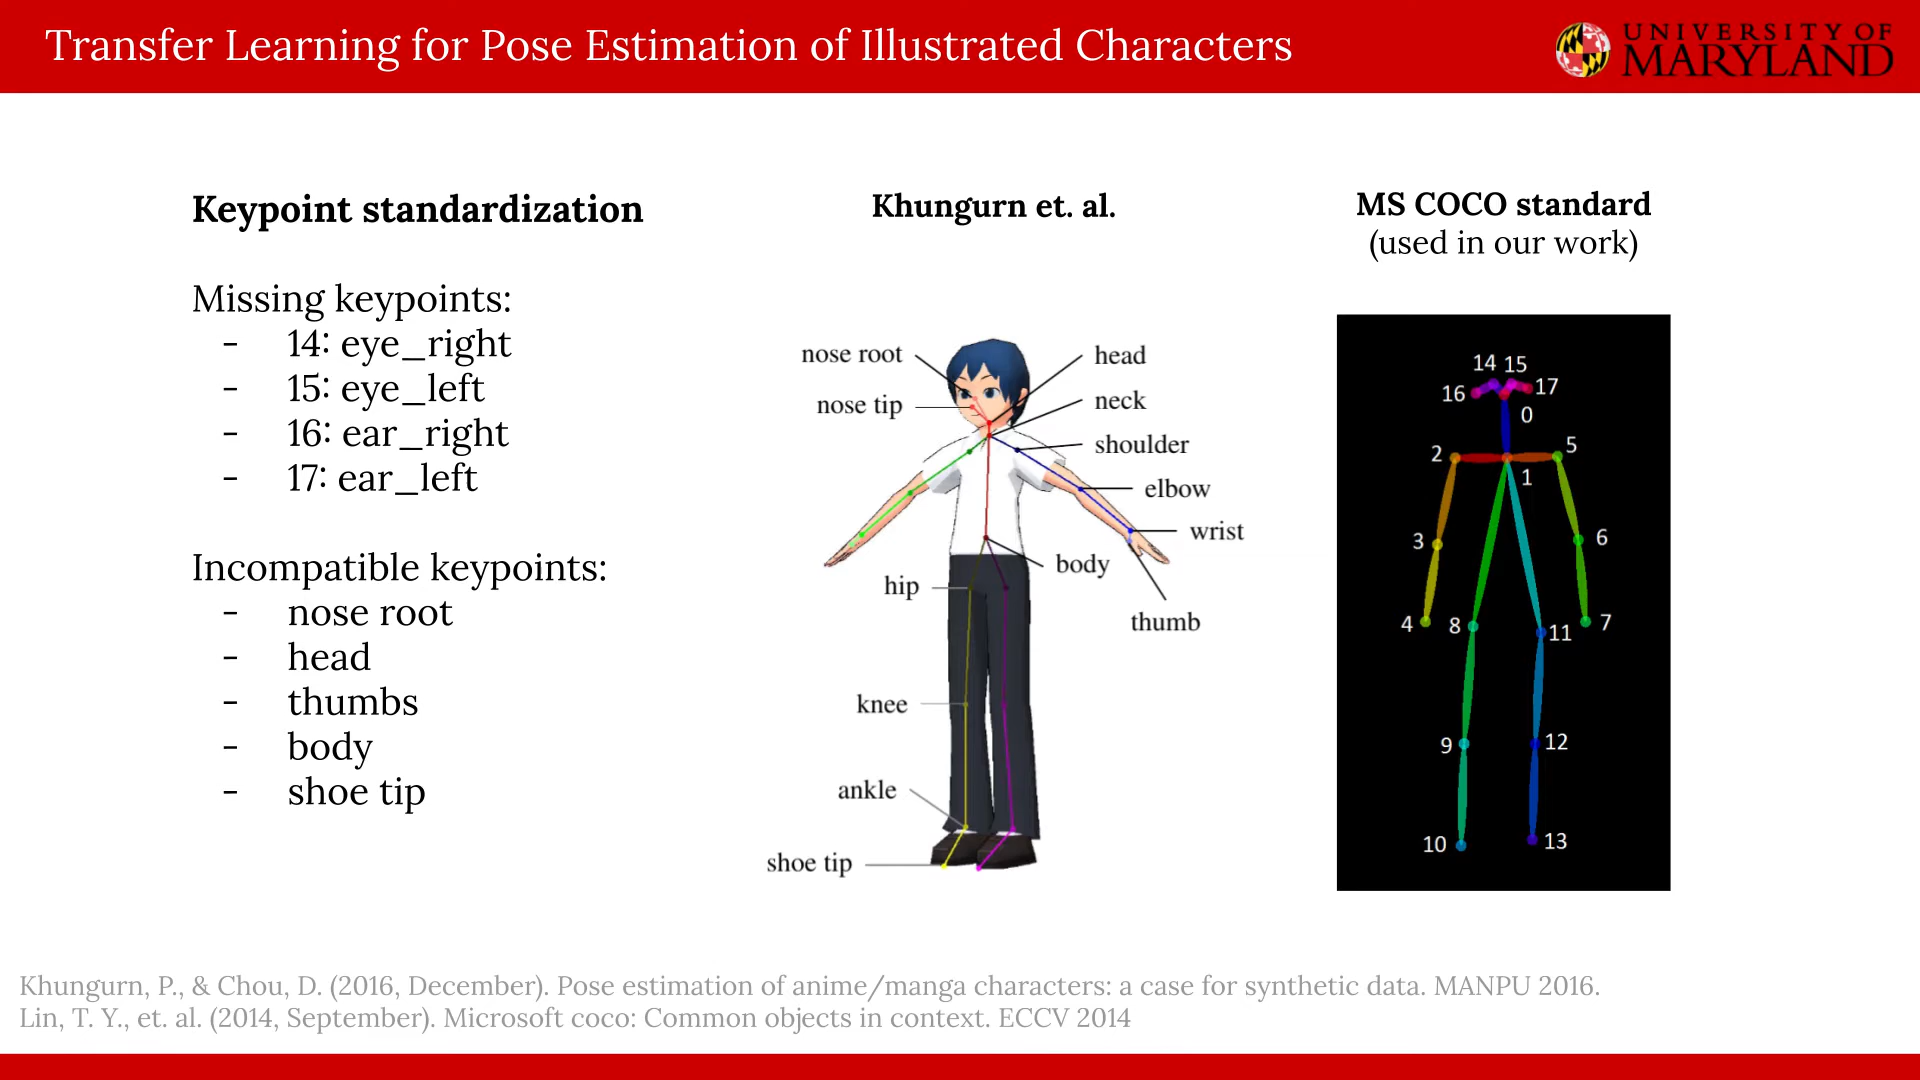 Transfer Learning for Pose Estimation of Illustrated Characters
UNIVERSITY OF
MARYLAND
Keypoint standardization
Missing keypoints:
- 14: eye_right
- 15: eye_left
- 16: ear_right
- 17: ear_left
Incompatible keypoints:
- nose root
- head
- thumbs
- body
- shoe tip
Khungurn et. al.
nose root
head
nose tip
neck
shoulder
elbow
wrist
body
hip
thumb
knee
ankle
shoe tip
MS COCO standard
(used in our work)
14 15
16
17
0
2
5
1
3
6
4
8
11
7
9
12
10
13
Khungurn, P., & Chou, D. (2016, December). Pose estimation of anime/manga characters: a case for synthetic data. MANPU 2016.
Lin, T. Y., et. al. (2014, September). Microsoft coco: Common objects in context. ECCV 2014